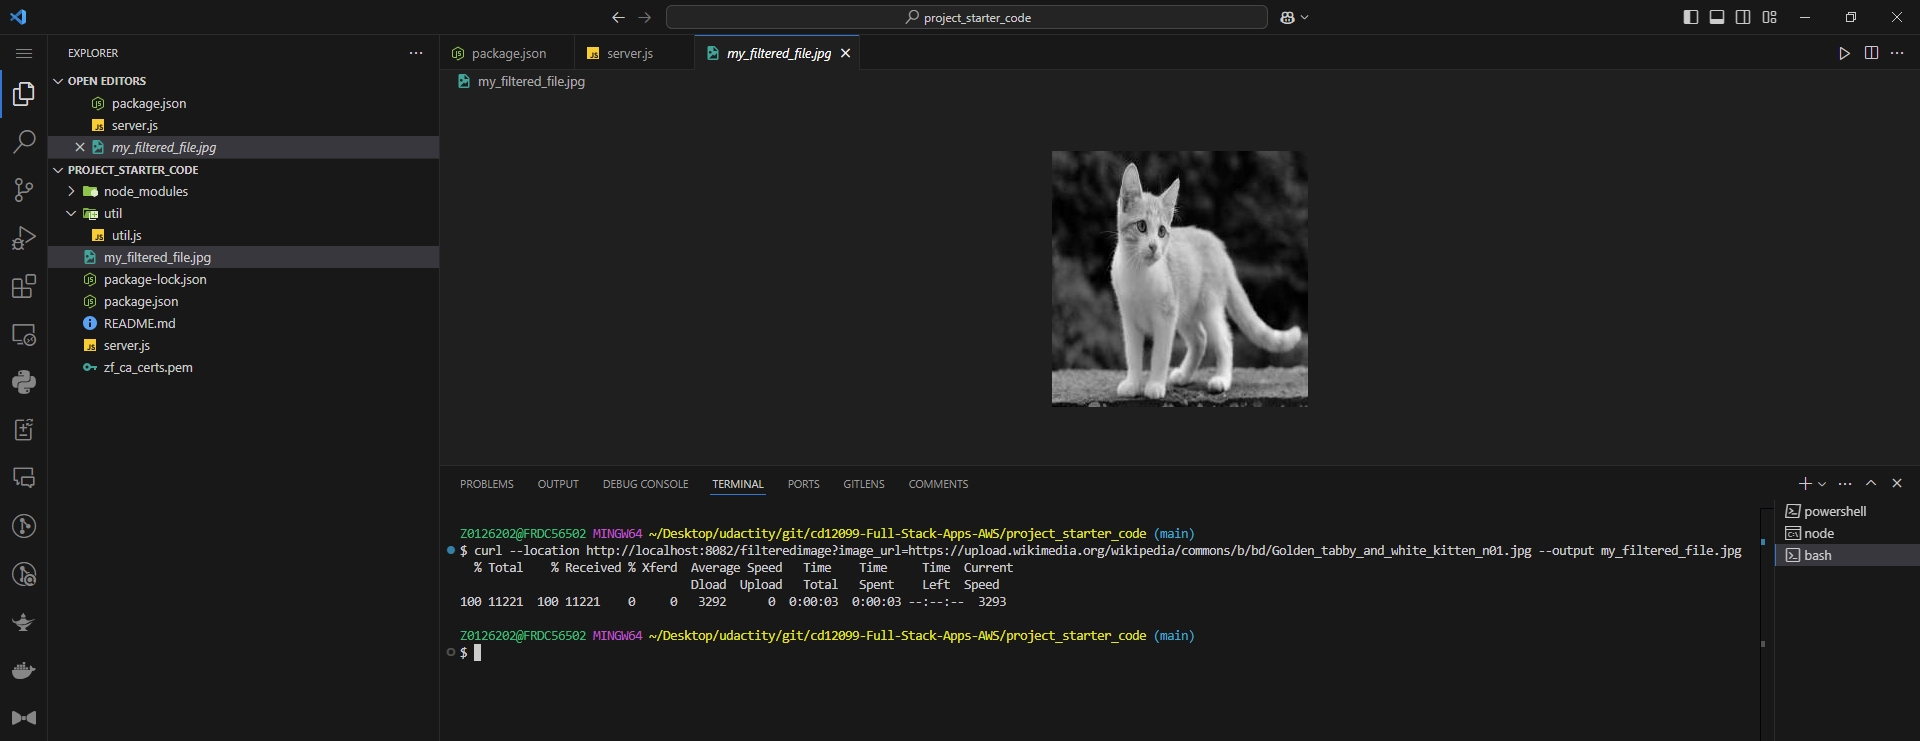 project_starter_code
EXPLORER
OPEN EDITORS
package.json
server.js
my_filtered_file.jpg
PROJECT_STARTER_CODE
node_modules
util
util.js
my_filtered_file.jpg
package-lock.json
package.json
README.md
server.js
zf_ca_certs.pem
package.json server.js my_filtered_file.jpg
my_filtered_file.jpg
PROBLEMS OUTPUT DEBUG CONSOLE TERMINAL PORTS GITLENS COMMENTS
Z0126202@FRDC56502 MINGW64 ~/Desktop/udactity/git/cd12099-Full-Stack-Apps-AWS/project_starter_code (main)
$ curl --location http://localhost:8082/filteredimage?image_url=https://upload.wikimedia.org/wikipedia/commons/b/bd/Golden_tabby_and_white_kitten_n01.jpg --output my_filtered_file.jpg
% Total % Received % Xferd Average Speed Time Time Time Current
Dload Upload Total Spent Left Speed
100 11221 100 11221 0 0 3292 0 0:00:03 0:00:03 --:--:-- 3293
Z0126202@FRDC56502 MINGW64 ~/Desktop/udactity/git/cd12099-Full-Stack-Apps-AWS/project_starter_code (main)
$
powershell
node
bash